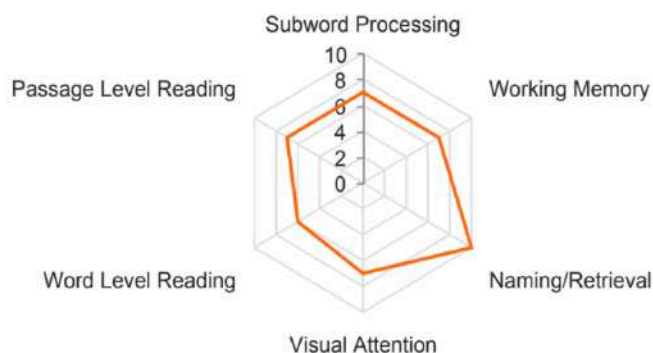 Subword Processing
10
Passage Level Reading
8
Working Memory
6
4
2
0
Word Level Reading
Naming/Retrieval
Visual Attention